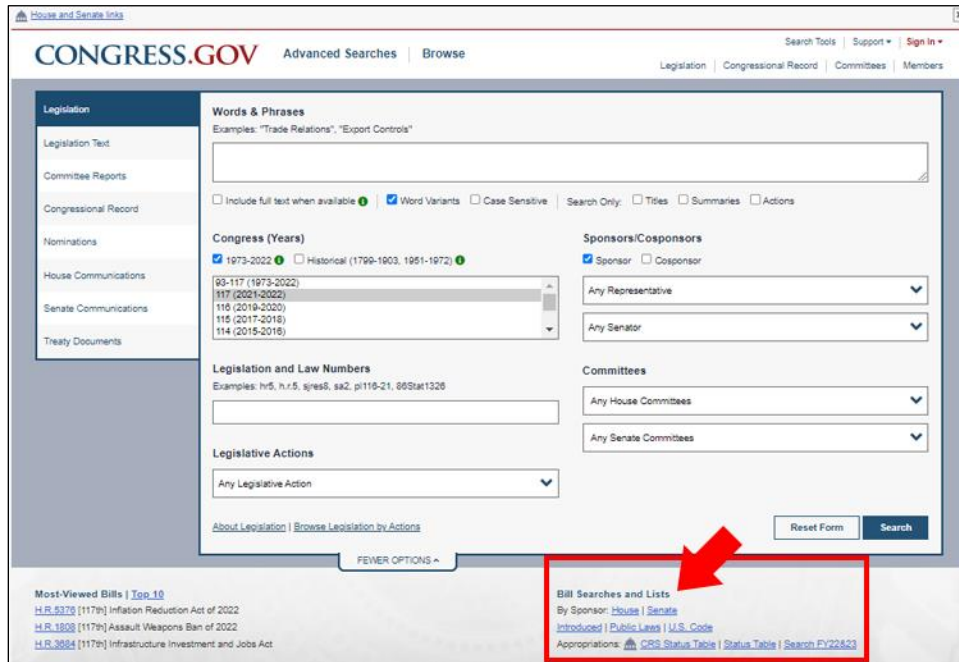 House and Senate links
CONGRESS.GOV Advanced Searches | Browse
Search Tools | Support | Sign In
Legislation | Congressional Record | Committees | Members
Legislation
Legislation Text
Committee Reports
Congressional Record
Nominations
House Communications
Senate Communications
Treaty Documents
Words & Phrases
Examples: "Trade Relations", "Export Controls"
Include full text when available | Word Variants Case Sensitive | Search Only: Titles Summaries Actions
Congress (Years)
1973-2022 Historical (1799-1903, 1951-1972)
93-117 (1973-2022)
117 (2021-2022)
116 (2019-2020)
115 (2017-2018)
114 (2015-2016)
Legislation and Law Numbers
Examples: hr5, h.r.5, sjres8, sa2, pl116-21, 86Stat1326
Legislative Actions
Any Legislative Action
Sponsors/Cosponsors
Sponsor Cosponsor
Any Representative
Any Senator
Committees
Any House Committees
Any Senate Committees
About Legislation | Browse Legislation by Actions
Reset Form Search
FEWER OPTIONS
Most-Viewed Bills | Top 10
H.R.5376 [117th] Inflation Reduction Act of 2022
H.R.1808 [117th] Assault Weapons Ban of 2022
H.R.3684 [117th] Infrastructure Investment and Jobs Act
Bill Searches and Lists
By Sponsor: House | Senate
Introduced | Public Laws | U.S. Code
Appropriations: CRS Status Table | Status Table | Search FY22&23